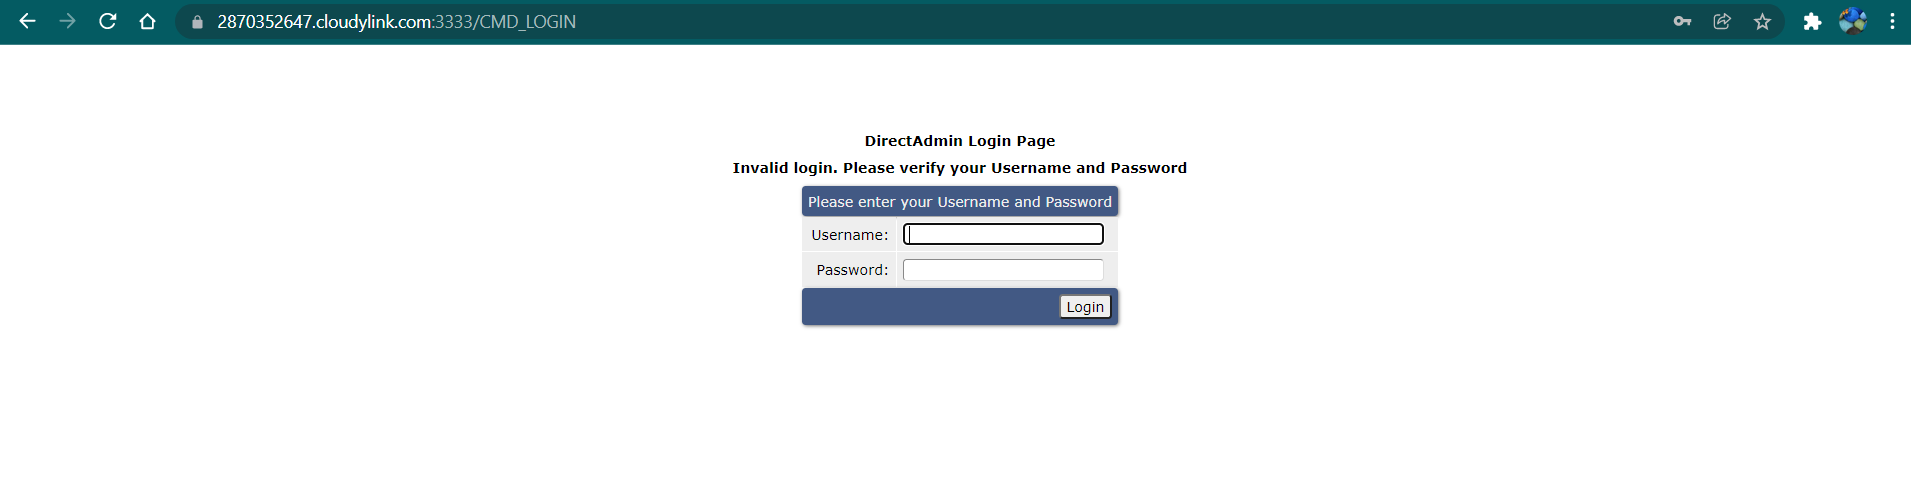 2870352647.cloudylink.com:3333/CMD_LOGIN
DirectAdmin Login Page
Invalid login. Please verify your Username and Password
Please enter your Username and Password
Username:
Password:
Login